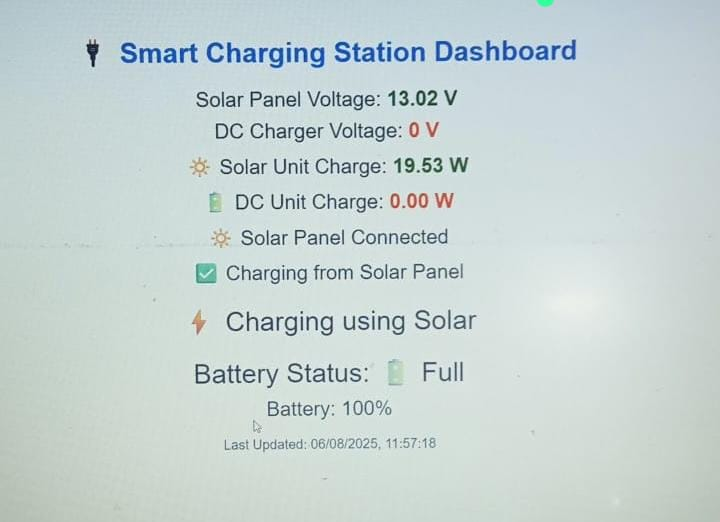 Smart Charging Station Dashboard
Solar Panel Voltage: 13.02 V
DC Charger Voltage: 0 V
Solar Unit Charge: 19.53 W
DC Unit Charge: 0.00 W
Solar Panel Connected
Charging from Solar Panel
Charging using Solar
Battery Status: Full
Battery: 100%
Last Updated: 06/08/2025, 11:57:18